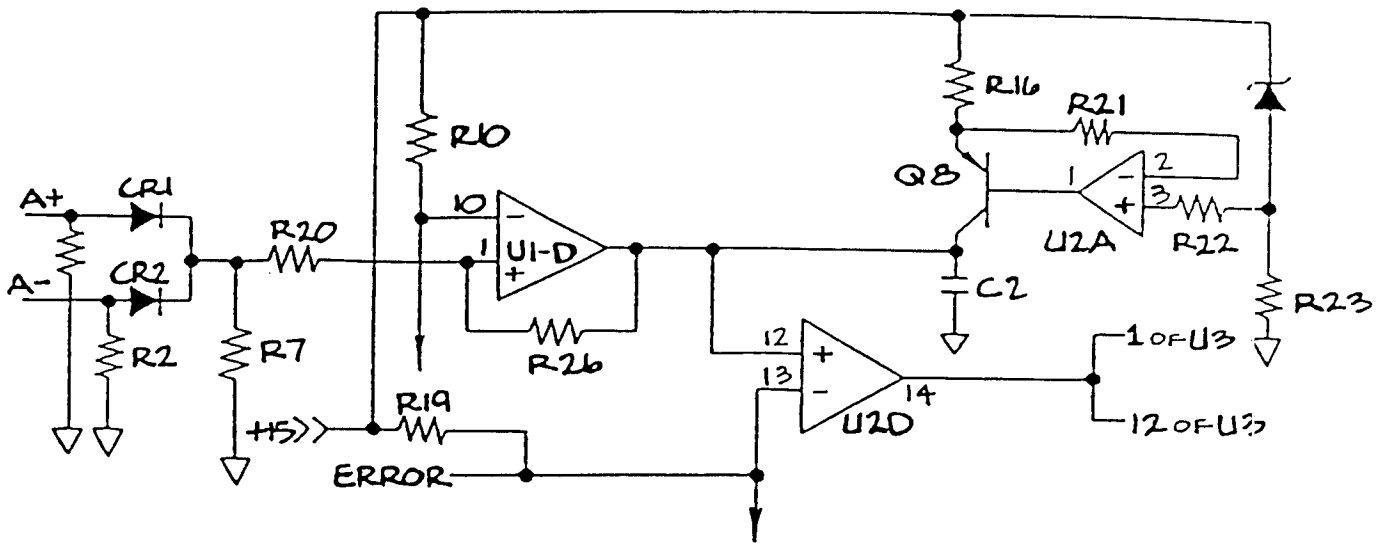 R16
R21
R10
Q8
1
2
3
CR1
A+
10
R20
1
U1-D
U2A
R22
CR2
A-
C2
R23
R2
R7
R26
12
1 OF U3
13
R19
14
+15
U2D
12 OF U3
ERROR
-
+
-
+
+
-